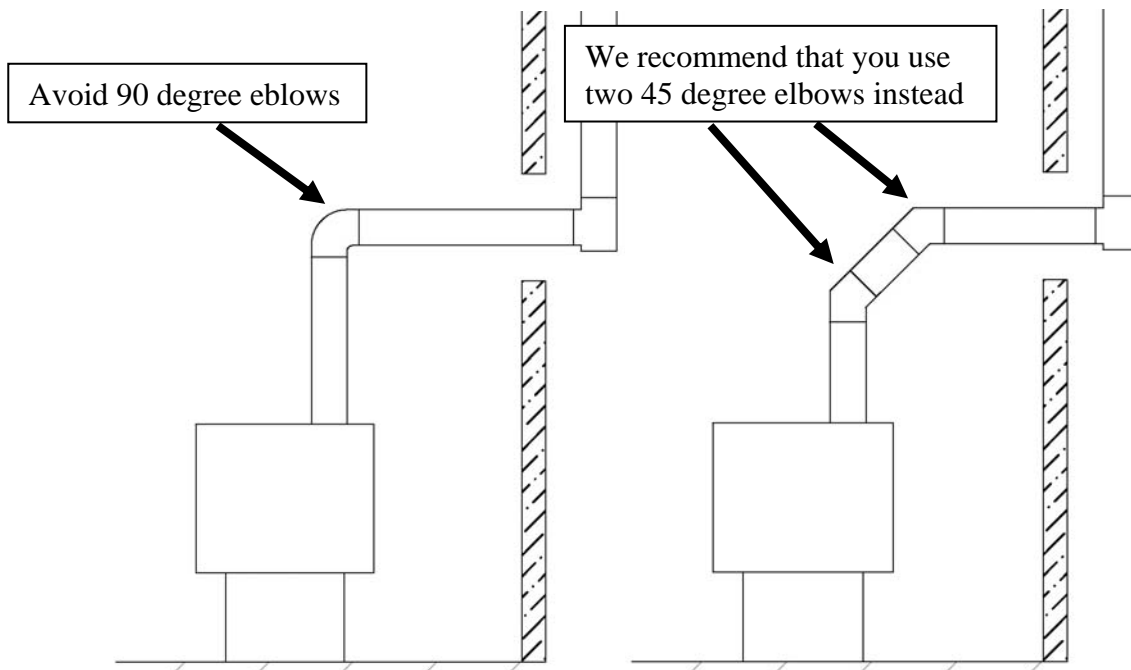 Avoid 90 degree eblows
We recommend that you use
two 45 degree elbows instead